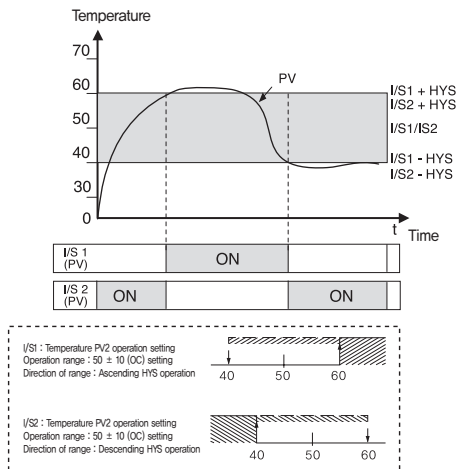 Temperature
70
60
50
40
30
0
PV
I/S1 + HYS
I/S2 + HYS
I/S1/IS2
I/S1 - HYS
I/S2 - HYS
t
Time
I/S 1
(PV)
ON
I/S 2
(PV)
ON
ON
I/S1 : Temperature PV2 operation setting
Operation range : 50 ± 10 (OC) setting
Direction of range : Ascending HYS operation
40
50
60
I/S2 : Temperature PV2 operation setting
Operation range : 50 ± 10 (OC) setting
Direction of range : Descending HYS operation
40
50
60